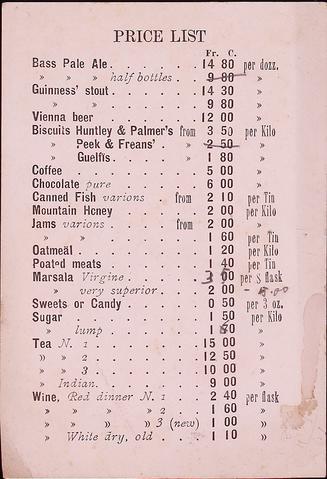 PRICE LIST
Fr. C.
Bass Pale Ale . . . . . . 14 80 per dozz.
» » » half bottles . . . 9 80 »
Guinness' stout . . . . . . 14 30 »
» » . . . . . . 9 80 »
Vienna beer . . . . . . 12 00 »
Biscuits Huntley & Palmer's from 3 50 per Kilo
» Peek & Freans' » 2 50 »
» Guelffs » 1 80 »
Coffee . . . . . . 5 00 »
Chocolate pure . . . . . 6 00 »
Canned Fish varions from 2 10 per Tin
Mountain Honey . . . . . 2 00 per Kilo
Jams varions . . from 2 00 »
» » . . . . . . 1 60 per Tin
Oatmeal . . . . . . 1 20 per Kilo
Poated meats . . . . . . 1 40 per Tin
Marsala Virgine . . . . . 3 00 per S flask
» very superior . . . . 2 00
Sweets or Candy . . . . . 0 50 per 3 oz.
Sugar . . . . . . 1 50 per Kilo
» lump . . . . . . 1 80 »
Tea N. 1 . . . . . . 15 00 »
» » 2 . . . . . . 12 50 »
» » 3 . . . . . . 10 00 »
» Indian. . . . . . 9 00 »
Wine, Red dinner N. 1 . . 2 40 per flask
» » » » 2 . . 1 60 »
» » » » 3 (new) . 1 00 »
» White dry, old . . . . 1 10 »